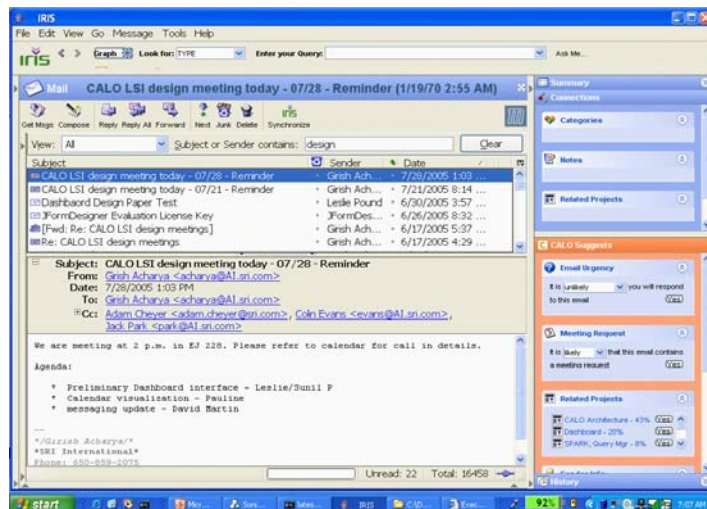 IRIS
File Edit View Go Message Tools Help
iris Graph Look for: TYPE Enter your Query: Ask Me...
Mail CALO LSI design meeting today - 07/28 - Reminder (1/19/70 2:55 AM)
Get Msgs Compose Reply Reply All Forward Next Junk Delete Synchronize
iris
View: All Subject or Sender contains: design Clear
Subject Sender Date
CALO LSI design meeting today - 07/28 - Reminder Girish Ach... 7/28/2005 1:03 ...
CALO LSI design meeting today - 07/21 - Reminder Girish Ach... 7/21/2005 8:14 ...
Dashbaord Design Paper Test Leslie Pound 6/30/2005 3:57 ...
JFormDesigner Evaluation License Key JFormDes... 6/26/2005 8:32 ...
[Fwd: Re: CALO LSI design meetings] Girish Ach... 6/17/2005 5:37 ...
Re: CALO LSI design meetings Girish Ach... 6/17/2005 4:29 ...
Subject: CALO LSI design meeting today - 07/28 - Reminder
From: Girish Acharya <acharya@AI.sri.com>
Date: 7/28/2005 1:03 PM
To: Girish Acharya <acharya@AI.sri.com>
Cc: Adam Cheyer <adam.cheyer@sri.com>, Colin Evans <evans@AI.sri.com>,
Jack Park <park@AI.sri.com>
We are meeting at 2 p.m. in EJ 228. Please refer to calendar for call in details.
Agenda:
* Preliminary Dashboard interface - Leslie/Sunil P
* Calendar visualization - Pauline
* messaging update - David Martin
--
*/Girish Acharya/*
*SRI International*
Phone: 650-859-2075
Unread: 22 Total: 16458
Summary
Connections
Categories
Notes
Related Projects
CALO Suggests
Email Urgency
It is unlikely you will respond
to this email Yes
Meeting Request
It is likely that this email contains
a meeting request Yes
Related Projects
CALO Architecture - 43% Yes
Dashboard - 20% Yes
SPARK, Query Mgr - 8% Yes
History
start Mcr... Soni... lates... IRIS C:\D... Exec... 92% 7:07 AM